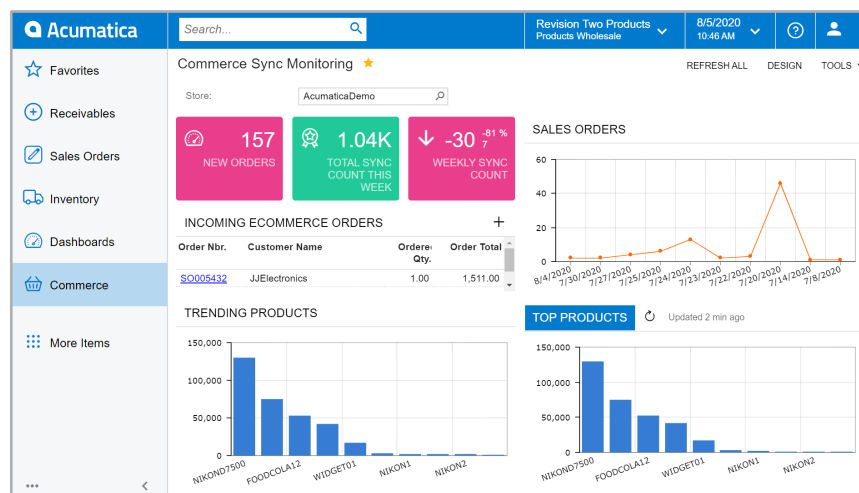 Acumatica
Search...
Revision Two Products
Products Wholesale
8/5/2020
10:46 AM
Favorites
Receivables
Sales Orders
Inventory
Dashboards
Commerce
More Items
Commerce Sync Monitoring
REFRESH ALL DESIGN TOOLS
Store: AcumaticaDemo
157
NEW ORDERS
1.04K
TOTAL SYNC
COUNT THIS
WEEK
-30 -81 %
7
WEEKLY SYNC
COUNT
INCOMING ECOMMERCE ORDERS
Order Nbr. Customer Name Ordere Order Total
Qty.
SO005432 JJElectronics 1.00 1,511.00
SALES ORDERS
60
40
20
0
8/4/2020 7/30/2020 7/27/2020 7/25/2020 7/24/2020 7/23/2020 7/22/2020 7/20/2020 7/14/2020 7/8/2020
TRENDING PRODUCTS
150,000
100,000
50,000
0
NIKOND7500 FOODCOLA12 WIDGET01 NIKON1 NIKON2
TOP PRODUCTS Updated 2 min ago
150,000
100,000
50,000
0
NIKOND7500 FOODCOLA12 WIDGET01 NIKON1 NIKON2